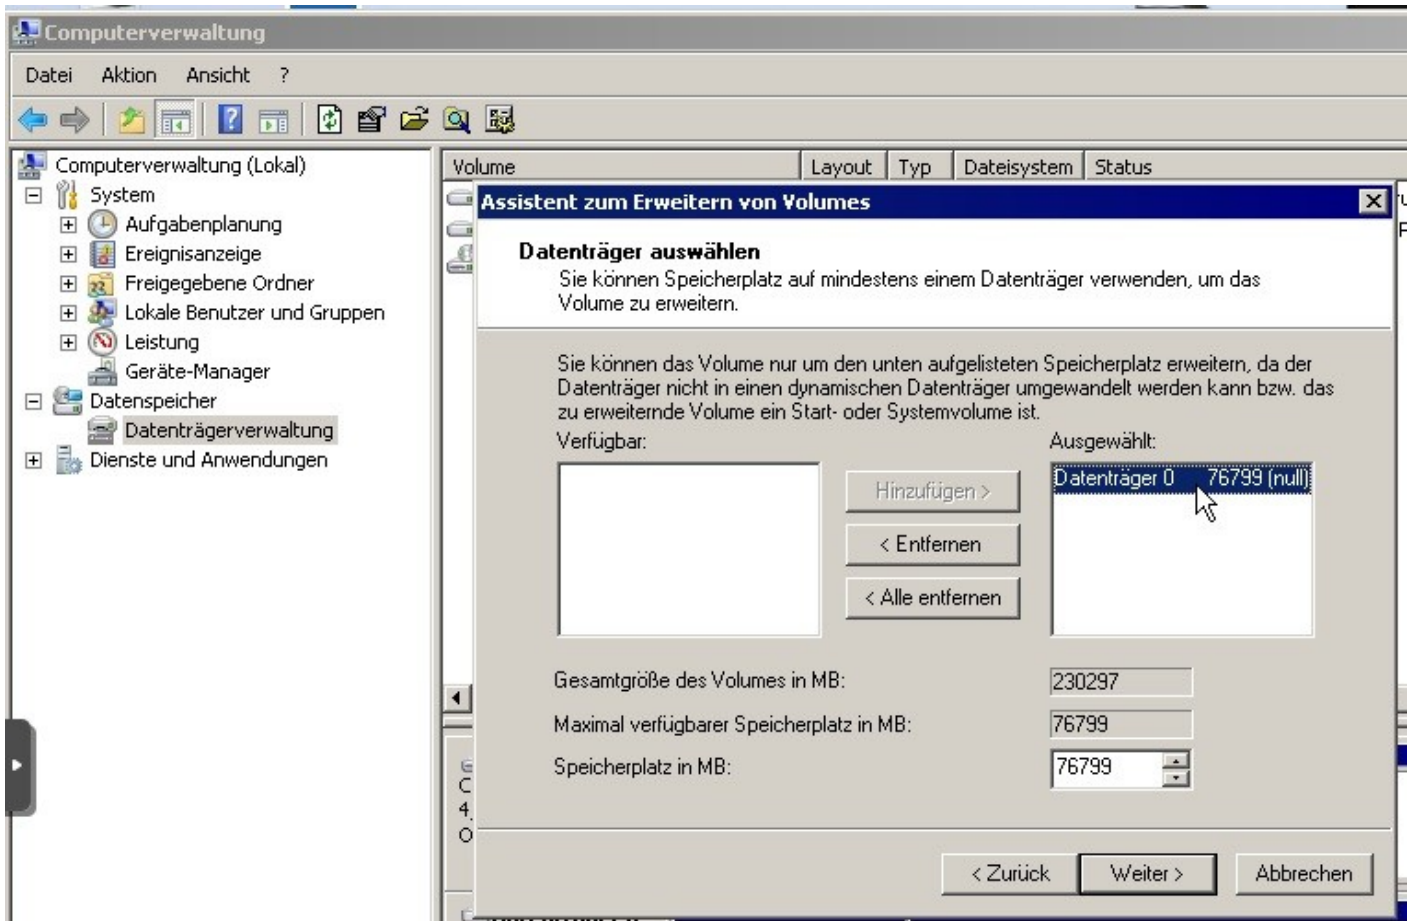 Computerverwaltung
Datei Aktion Ansicht ?
Computerverwaltung (Lokal)
System
Aufgabenplanung
Ereignisanzeige
Freigegebene Ordner
Lokale Benutzer und Gruppen
Leistung
Geräte-Manager
Datenspeicher
Datenträgerverwaltung
Dienste und Anwendungen
Volume Layout Typ Dateisystem Status
Assistent zum Erweitern von Volumes
Datenträger auswählen
Sie können Speicherplatz auf mindestens einem Datenträger verwenden, um das
Volume zu erweitern.
Sie können das Volume nur um den unten aufgelisteten Speicherplatz erweitern, da der
Datenträger nicht in einen dynamischen Datenträger umgewandelt werden kann bzw. das
zu erweiternde Volume ein Start- oder Systemvolume ist.
Verfügbar: Ausgewählt:
Hinzufügen >
Datenträger 0 76799 (null)
< Entfernen
< Alle entfernen
Gesamtgröße des Volumes in MB: 230297
Maximal verfügbarer Speicherplatz in MB: 76799
Speicherplatz in MB: 76799
< Zurück Weiter > Abbrechen